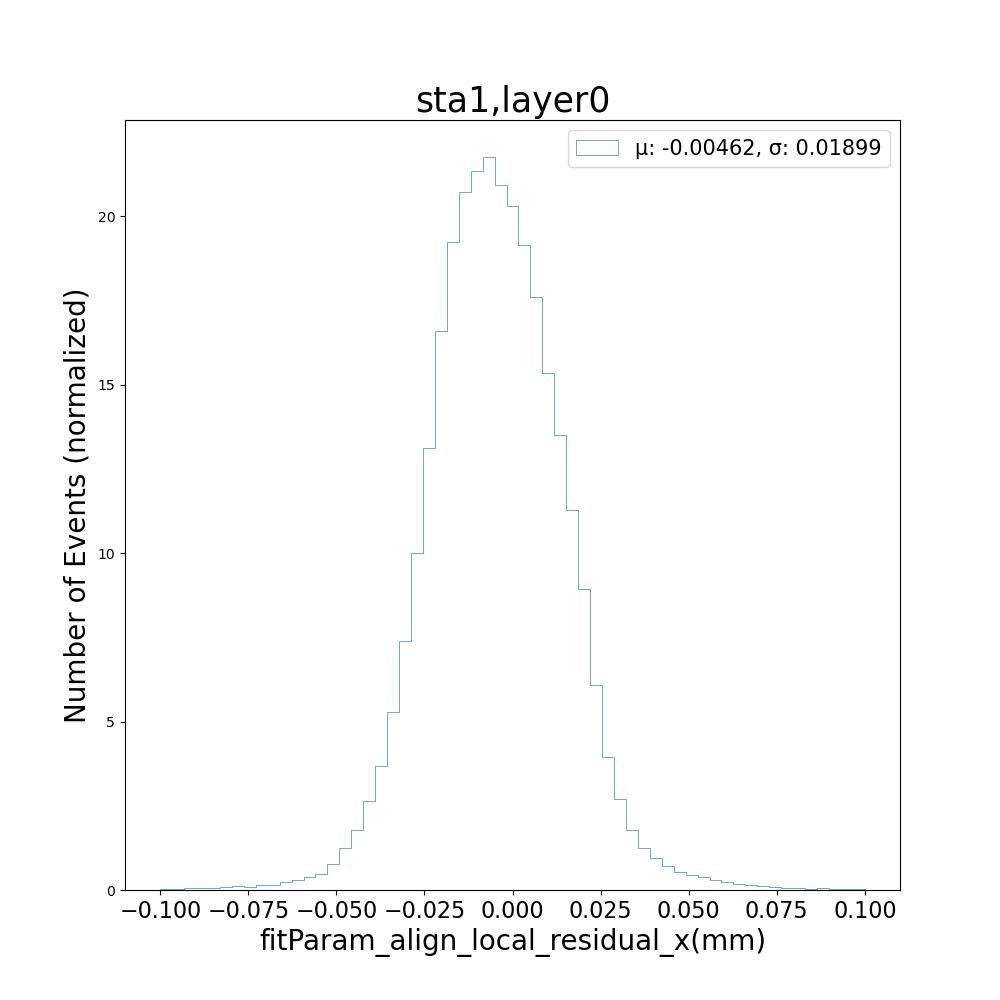 sta1,layer0
μ: -0.00462, σ: 0.01899
Number of Events (normalized)
20
15
10
5
0
−0.100 −0.075 −0.050 −0.025 0.000 0.025 0.050 0.075 0.100
fitParam_align_local_residual_x(mm)